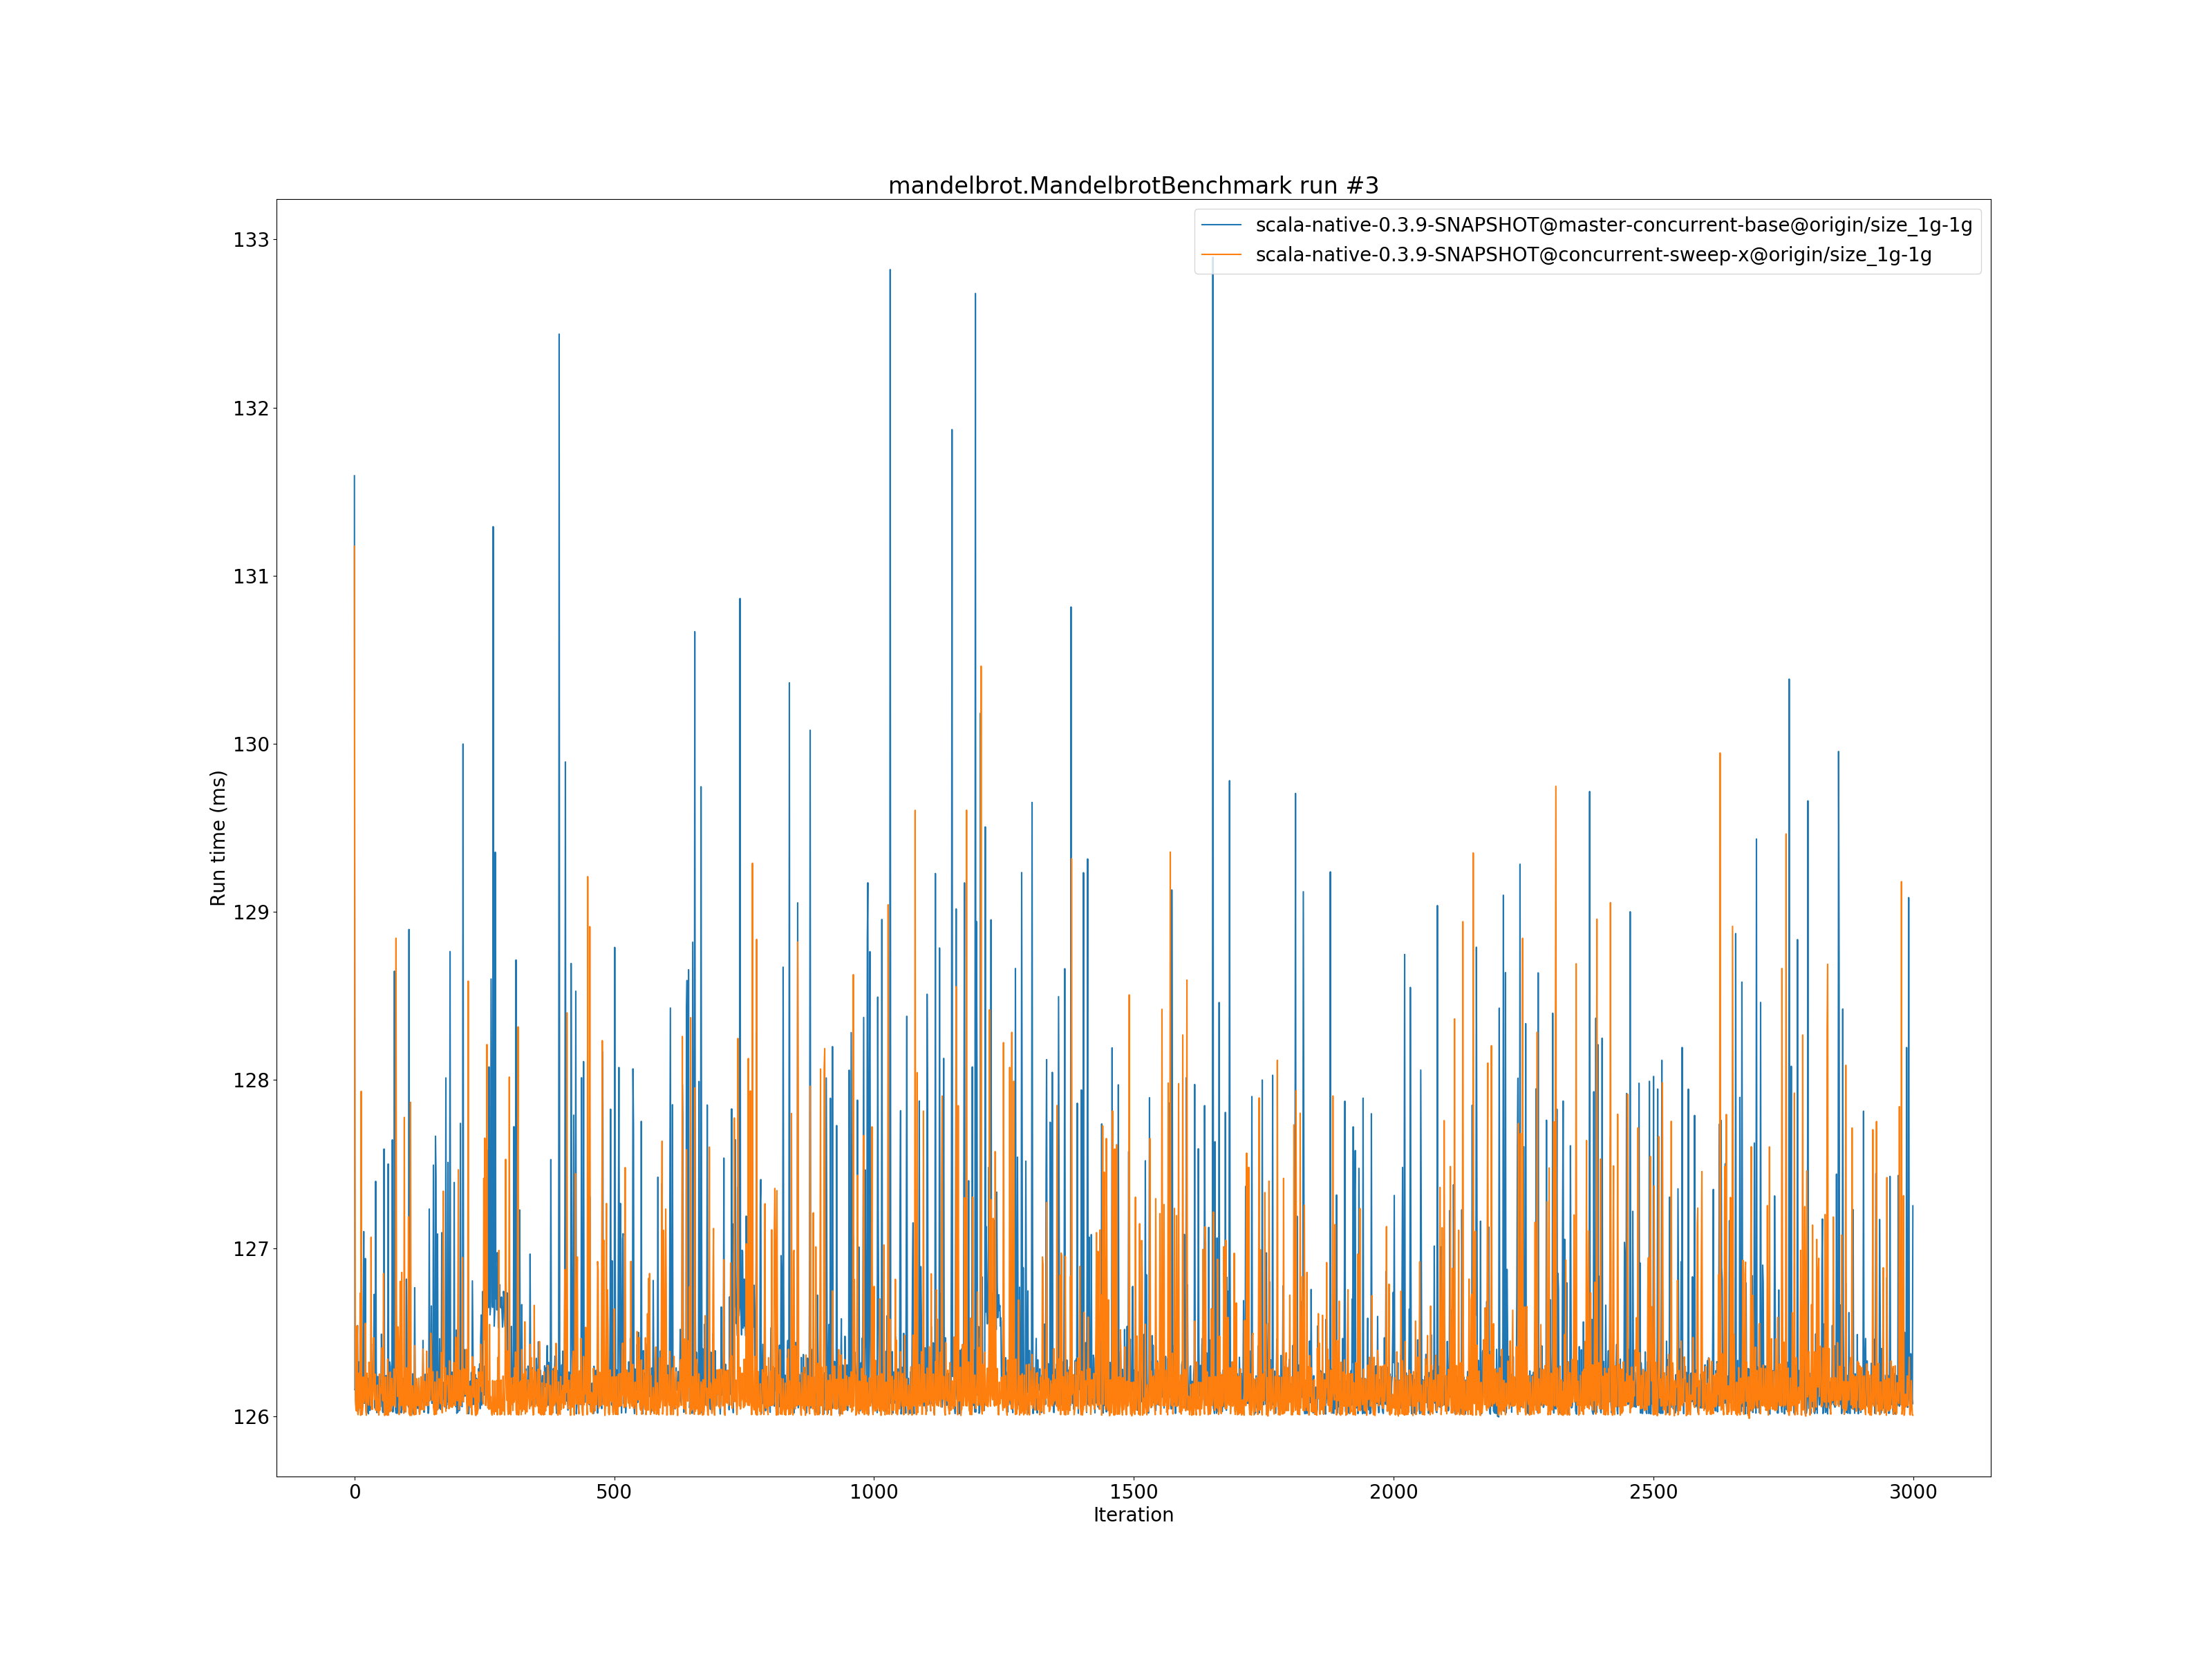 mandelbrot.MandelbrotBenchmark run #3
scala-native-0.3.9-SNAPSHOT@master-concurrent-base@origin/size_1g-1g
scala-native-0.3.9-SNAPSHOT@concurrent-sweep-x@origin/size_1g-1g
133
132
131
130
129
128
127
126
Run time (ms)
0 500 1000 1500 2000 2500 3000
Iteration